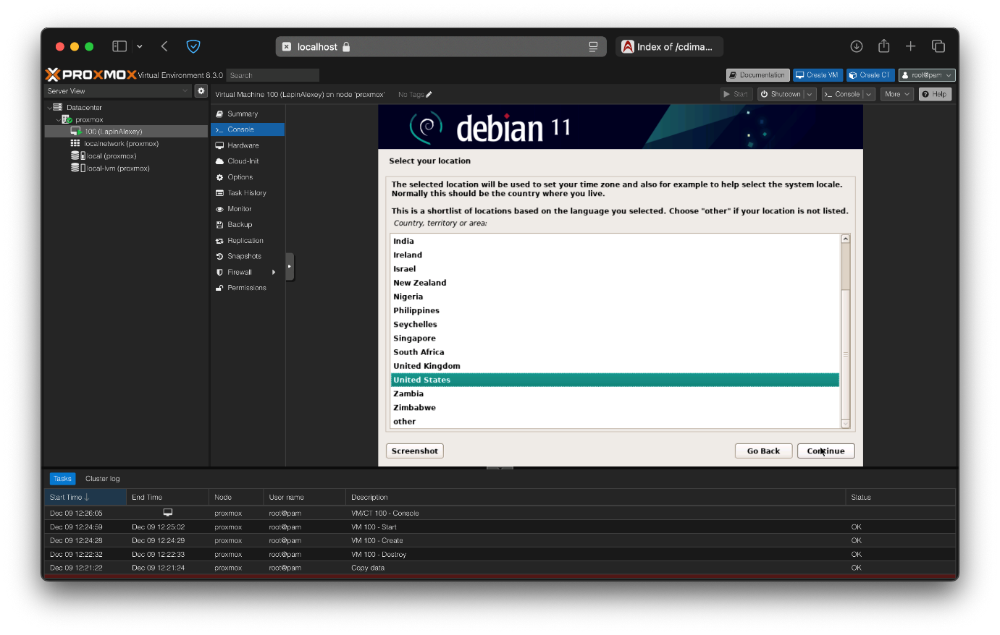 localhost
Index of /cdima...
PROXMOX Virtual Environment 8.3.0 Search
Documentation Create VM Create CT root@pam
Server View
Virtual Machine 100 (LapinAlexey) on node 'proxmox' No Tags
Start Shutdown Console More Help
Datacenter
proxmox
100 (LapinAlexey)
localnetwork (proxmox)
local (proxmox)
local-lvm (proxmox)
Summary
Console
Hardware
Cloud-Init
Options
Task History
Monitor
Backup
Replication
Snapshots
Firewall
Permissions
debian 11
Select your location
The selected location will be used to set your time zone and also for example to help select the system locale.
Normally this should be the country where you live.
This is a shortlist of locations based on the language you selected. Choose "other" if your location is not listed.
Country, territory or area:
India
Ireland
Israel
New Zealand
Nigeria
Philippines
Seychelles
Singapore
South Africa
United Kingdom
United States
Zambia
Zimbabwe
other
Screenshot Go Back Continue
Tasks Cluster log
Start Time End Time Node User name Description Status
Dec 09 12:26:05 proxmox root@pam VM/CT 100 - Console
Dec 09 12:24:59 Dec 09 12:25:02 proxmox root@pam VM 100 - Start OK
Dec 09 12:24:28 Dec 09 12:24:29 proxmox root@pam VM 100 - Create OK
Dec 09 12:22:32 Dec 09 12:22:33 proxmox root@pam VM 100 - Destroy OK
Dec 09 12:21:22 Dec 09 12:21:24 proxmox root@pam Copy data OK